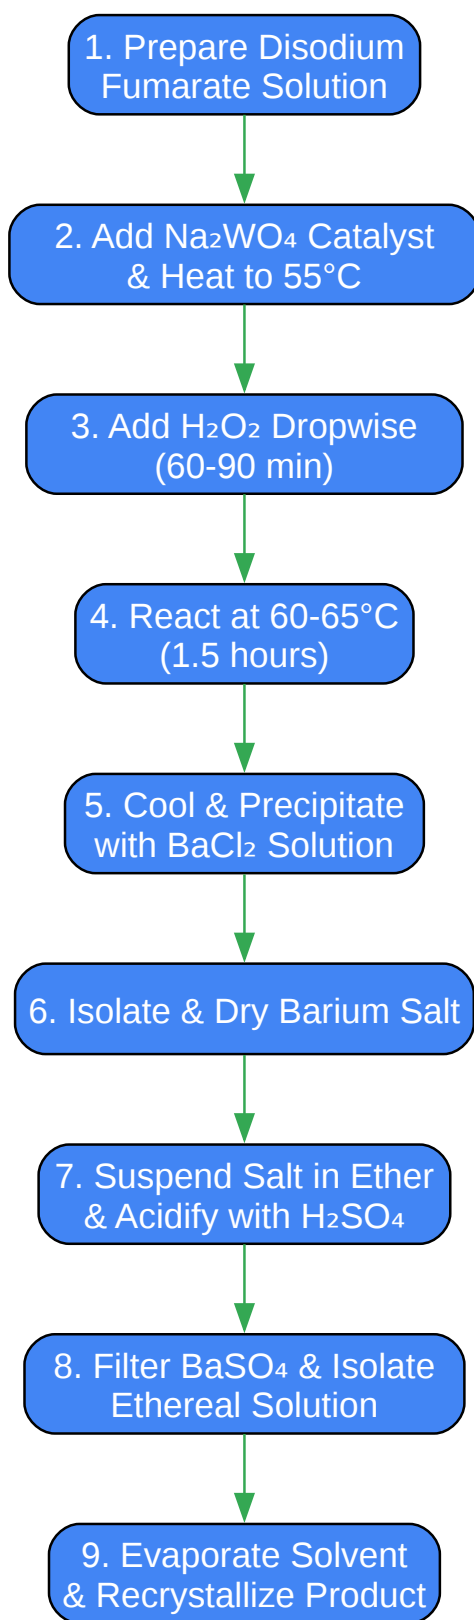 1. Prepare Disodium
Fumarate Solution
2. Add Na₂WO₄ Catalyst
& Heat to 55°C
3. Add H₂O₂ Dropwise
(60-90 min)
4. React at 60-65°C
(1.5 hours)
5. Cool & Precipitate
with BaCl₂ Solution
6. Isolate & Dry Barium Salt
7. Suspend Salt in Ether
& Acidify with H₂SO₄
8. Filter BaSO₄ & Isolate
Ethereal Solution
9. Evaporate Solvent
& Recrystallize Product